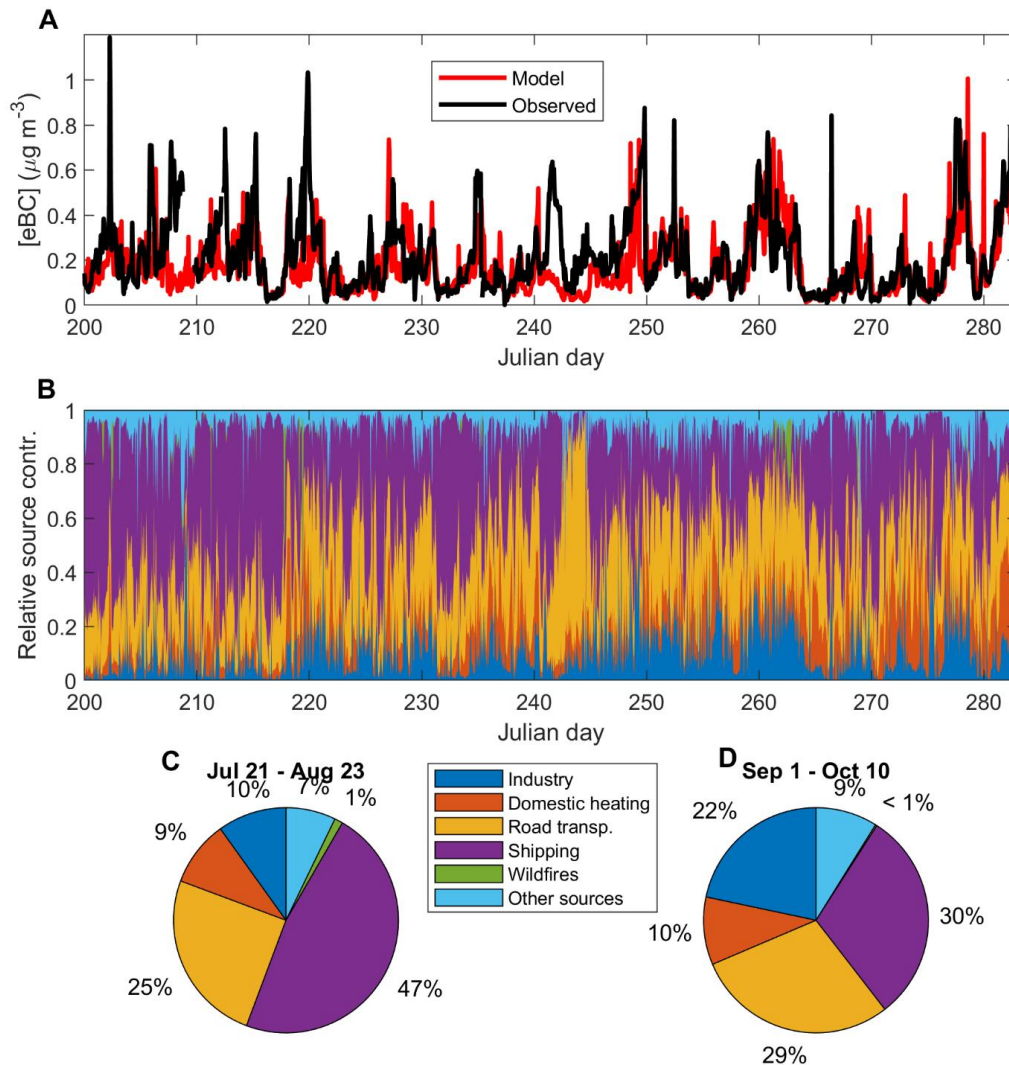 A
[eBC] (μg m-3)
1
0.8
0.6
0.4
0.2
0
Model
Observed
200 210 220 230 240 250 260 270 280
Julian day
B
Relative source contr.
1
0.8
0.6
0.4
0.2
0
200 210 220 230 240 250 260 270 280
Julian day
C
Jul 21 - Aug 23
10%
7%
1%
9%
25%
47%
Industry
Domestic heating
Road transp.
Shipping
Wildfires
Other sources
D
Sep 1 - Oct 10
9%
< 1%
22%
10%
30%
29%